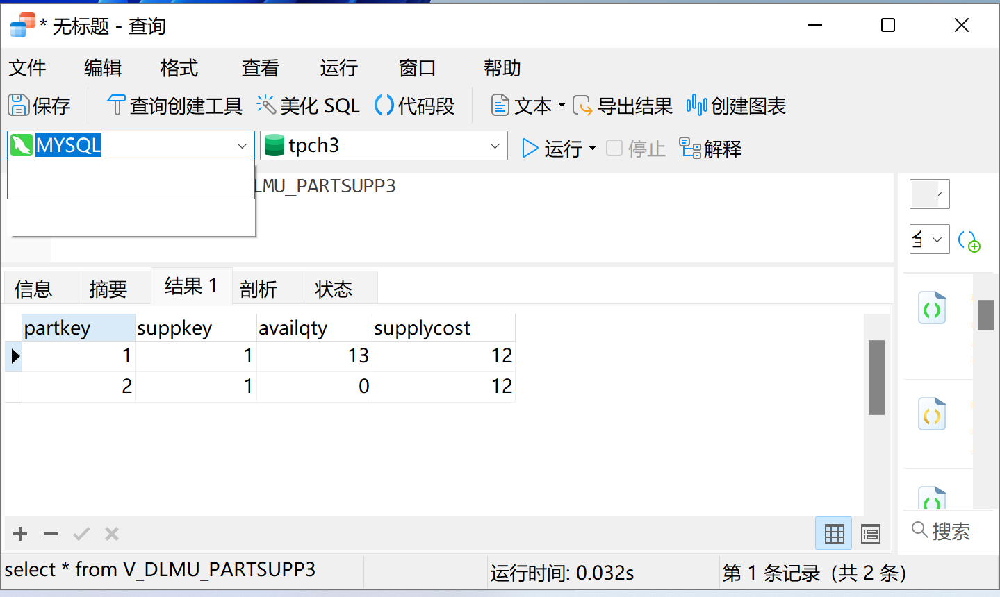 * 无标题 - 查询
文件 编辑 格式 查看 运行 窗口 帮助
保存 查询创建工具 美化 SQL 代码段 文本 导出结果 创建图表
MYSQL tpch3 运行 停止 解释
LMU_PARTSUPP3
信息 摘要 结果 1 剖析 状态
partkey suppkey availqty supplycost
1 1 13 12
2 1 0 12
搜索
select * from V_DLMU_PARTSUPP3 运行时间: 0.032s 第 1 条记录 (共 2 条)